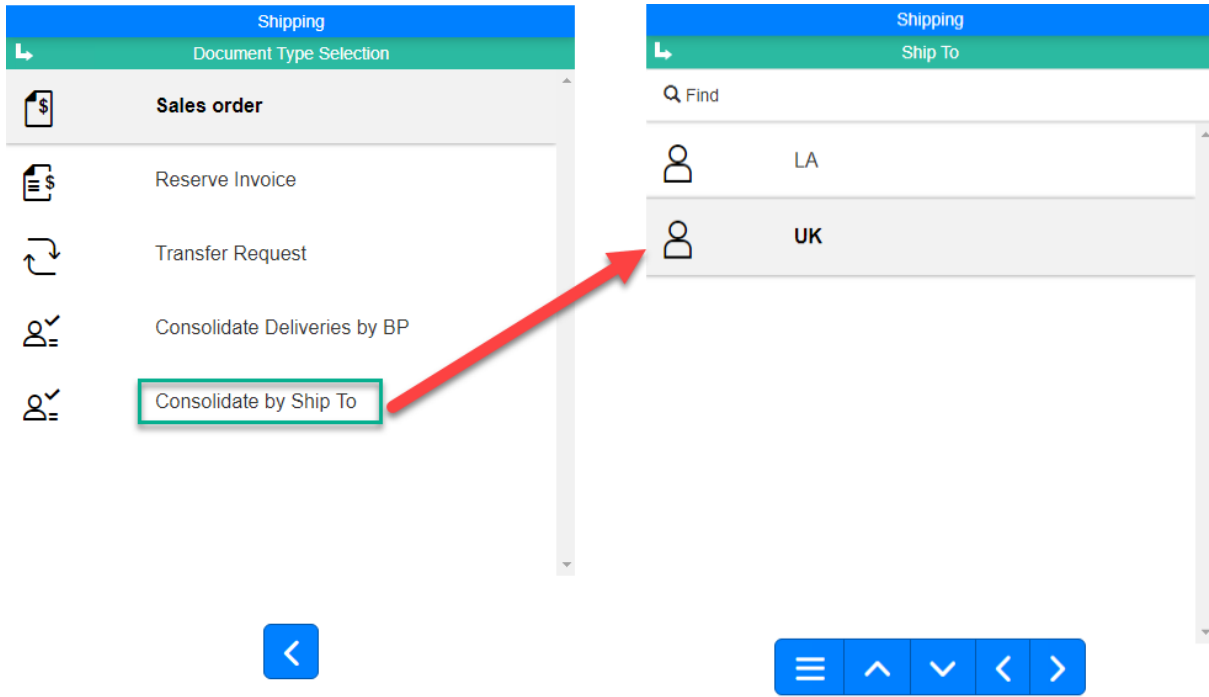 Shipping
Document Type Selection
Sales order
Reserve Invoice
Transfer Request
Consolidate Deliveries by BP
Consolidate by Ship To
Shipping
Ship To
Find
LA
UK